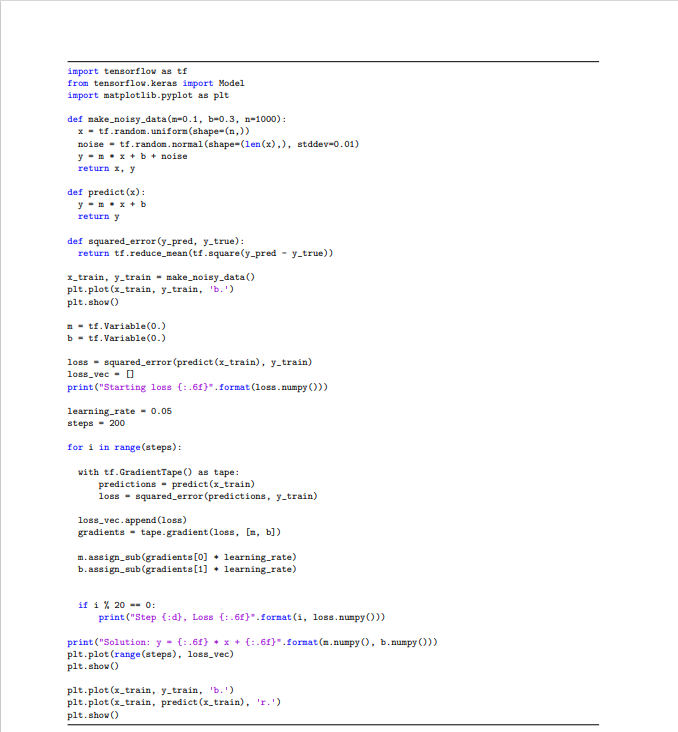 import tensorflow as tf
from tensorflow.keras import Model
import matplotlib.pyplot as plt

def make_noisy_data(m=0.1, b=0.3, n=1000):
  x = tf.random.uniform(shape=(n,))
  noise = tf.random.normal(shape=(len(x),), stddev=0.01)
  y = m * x + b + noise
  return x, y

def predict(x):
  y = m * x + b
  return y

def squared_error(y_pred, y_true):
  return tf.reduce_mean(tf.square(y_pred - y_true))

x_train, y_train = make_noisy_data()
plt.plot(x_train, y_train, 'b.')
plt.show()

m = tf.Variable(0.)
b = tf.Variable(0.)

loss = squared_error(predict(x_train), y_train)
loss_vec = []
print("Starting loss {:.6f}".format(loss.numpy()))

learning_rate = 0.05
steps = 200

for i in range(steps):

  with tf.GradientTape() as tape:
      predictions = predict(x_train)
      loss = squared_error(predictions, y_train)

  loss_vec.append(loss)
  gradients = tape.gradient(loss, [m, b])

  m.assign_sub(gradients[0] * learning_rate)
  b.assign_sub(gradients[1] * learning_rate)


  if i % 20 == 0:
      print("Step {:d}, Loss {:.6f}".format(i, loss.numpy()))

print("Solution: y = {:.6f} * x + {:.6f}".format(m.numpy(), b.numpy()))
plt.plot(range(steps), loss_vec)
plt.show()

plt.plot(x_train, y_train, 'b.')
plt.plot(x_train, predict(x_train), 'r.')
plt.show()